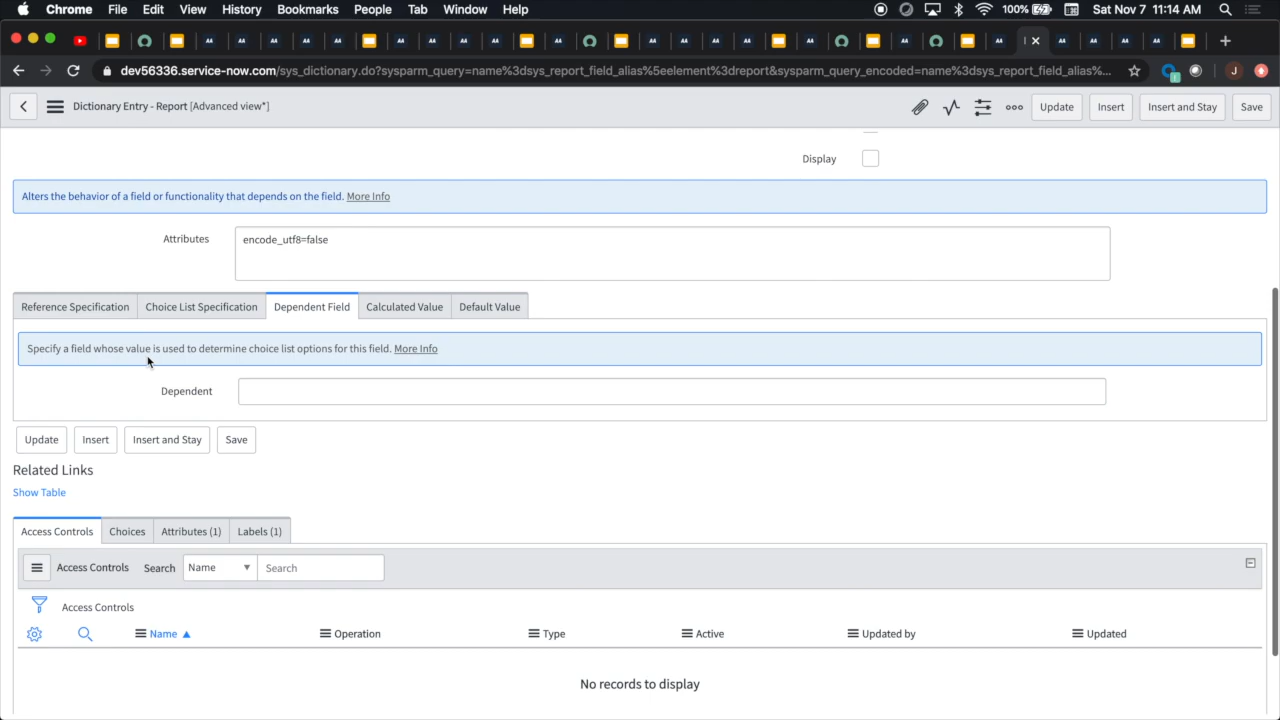 Chrome File Edit View History Bookmarks People Tab Window Help 100% Sat Nov 7 11:14 AM
dev56336.service-now.com/sys_dictionary.do?sysparm_query=name%3dsys_report_field_alias%5eelement%3dreport&sysparm_query_encoded=name%3dsys_report_field_alias%... J
Dictionary Entry - Report [Advanced view*] Update Insert Insert and Stay Save
Display
Alters the behavior of a field or functionality that depends on the field. More Info
Attributes encode_utf8=false
Reference Specification Choice List Specification Dependent Field Calculated Value Default Value
Specify a field whose value is used to determine choice list options for this field. More Info
Dependent
Update Insert Insert and Stay Save
Related Links
Show Table
Access Controls Choices Attributes (1) Labels (1)
Access Controls Search Name Search
Access Controls
Name Operation Type Active Updated by Updated
No records to display